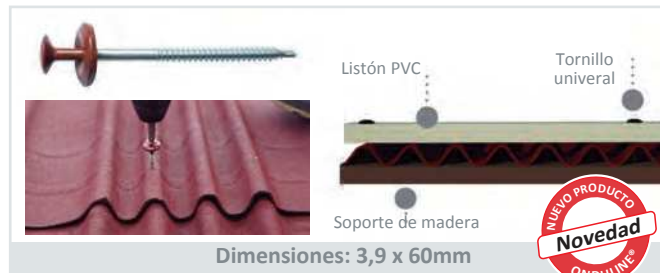 Listón PVC
Tornillo
univeral
Soporte de madera
NUEVO PRODUCTO
Novedad
ONDULINE®
Dimensiones: 3,9 x 60mm